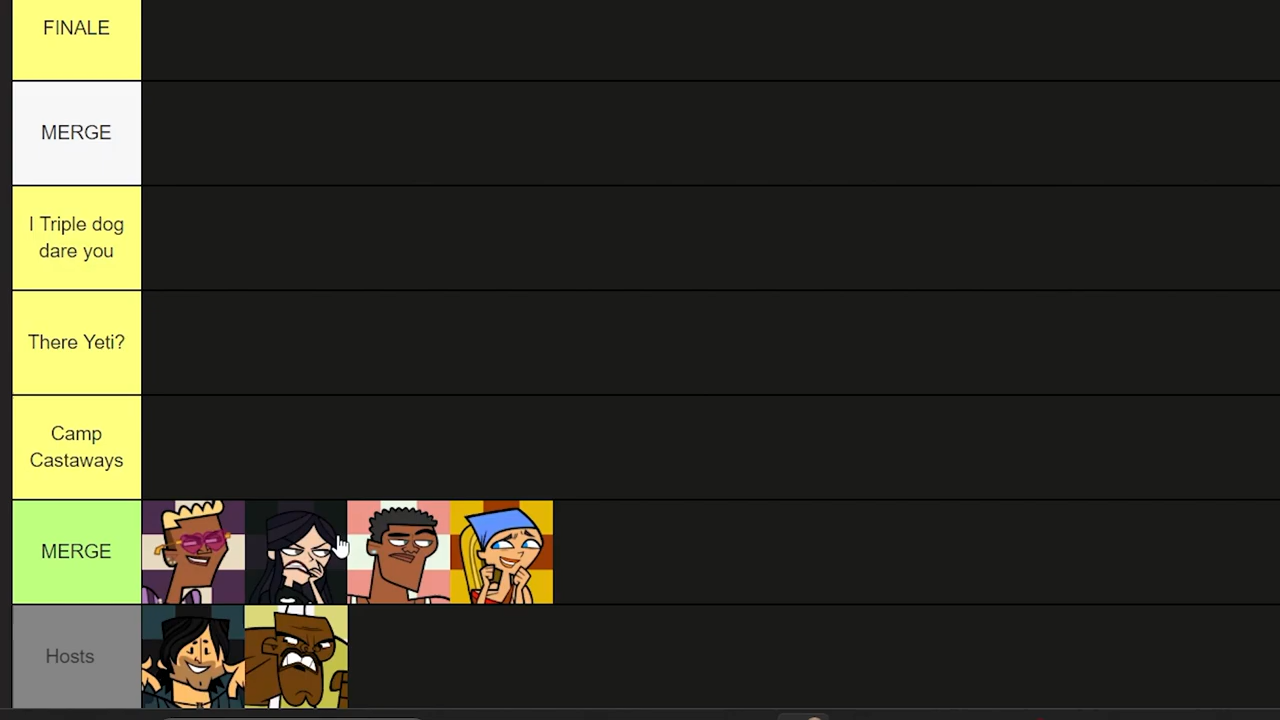 FINALE
MERGE
I Triple dog
dare you
There Yeti?
Camp
Castaways
MERGE
Hosts